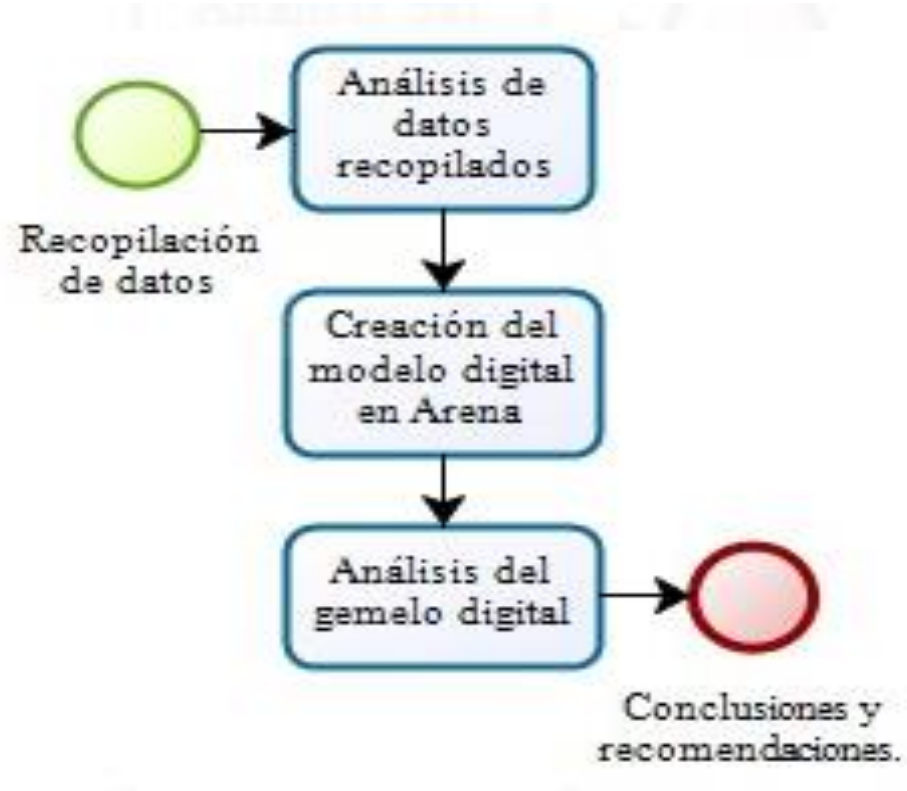 Recopilación
de datos
Análisis de
datos
recopilados
Creación del
modelo digital
en Arena
Análisis del
gemelo digital
Conclusiones y
recomendaciones.